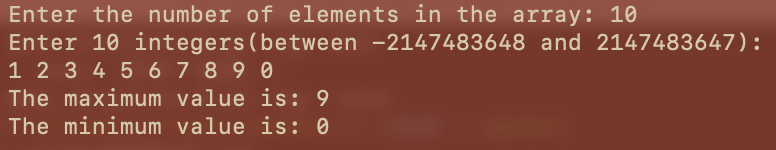 Enter the number of elements in the array: 10
Enter 10 integers(between -2147483648 and 2147483647):
1 2 3 4 5 6 7 8 9 0
The maximum value is: 9
The minimum value is: 0